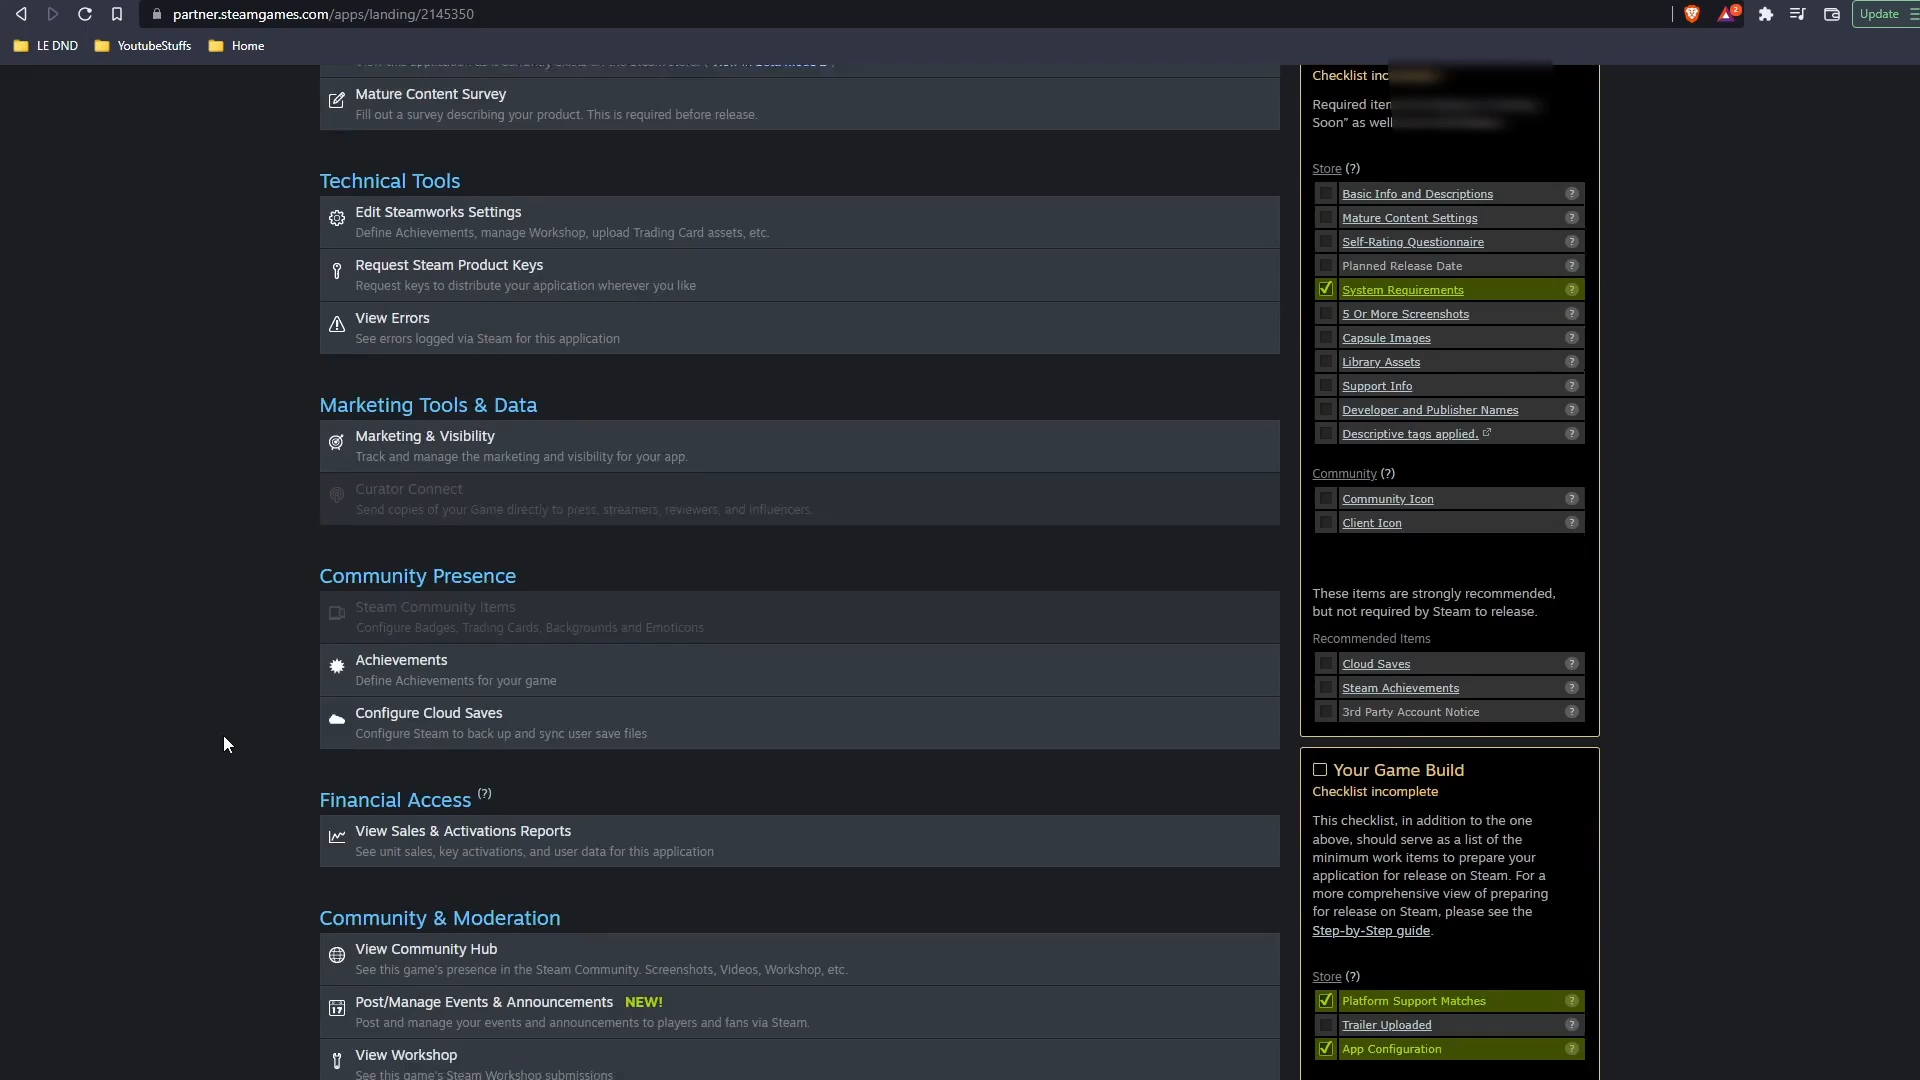 partner.steamgames.com/apps/landing/2145350
2
Update
LE DND
YoutubeStuffs
Home
Mature Content Survey
Fill out a survey describing your product. This is required before release.
Technical Tools
Edit Steamworks Settings
Define Achievements, manage Workshop, upload Trading Card assets, etc.
Request Steam Product Keys
Request keys to distribute your application wherever you like
View Errors
See errors logged via Steam for this application
Marketing Tools & Data
Marketing & Visibility
Track and manage the marketing and visibility for your app.
Curator Connect
Send copies of your Game directly to press, streamers, reviewers, and influencers.
Community Presence
Steam Community Items
Configure Badges, Trading Cards, Backgrounds and Emoticons
Achievements
Define Achievements for your game
Configure Cloud Saves
Configure Steam to back up and sync user save files
Financial Access (?)
View Sales & Activations Reports
See unit sales, key activations, and user data for this application
Community & Moderation
View Community Hub
See this game's presence in the Steam Community. Screenshots, Videos, Workshop, etc.
Post/Manage Events & Announcements NEW!
17
Post and manage your events and announcements to players and fans via Steam.
View Workshop
See this game's Steam Workshop submissions
Checklist
Required
Soon" as
Store (?)
Basic Info and Descriptions ?
Mature Content Settings ?
Self-Rating Questionnaire ?
Planned Release Date ?
System Requirements ?
5 Or More Screenshots ?
Capsule Images ?
Library Assets ?
Support Info ?
Developer and Publisher Names ?
Descriptive tags applied. ?
Community (?)
Community Icon ?
Client Icon ?
These items are strongly recommended,
but not required by Steam to release.
Recommended Items
Cloud Saves ?
Steam Achievements ?
3rd Party Account Notice ?
Your Game Build
Checklist incomplete
This checklist, in addition to the one
above, should serve as a list of the
minimum work items to prepare your
application for release on Steam. For a
more comprehensive view of preparing
for release on Steam, please see the
Step-by-Step guide.
Store (?)
Platform Support Matches ?
Trailer Uploaded ?
App Configuration ?